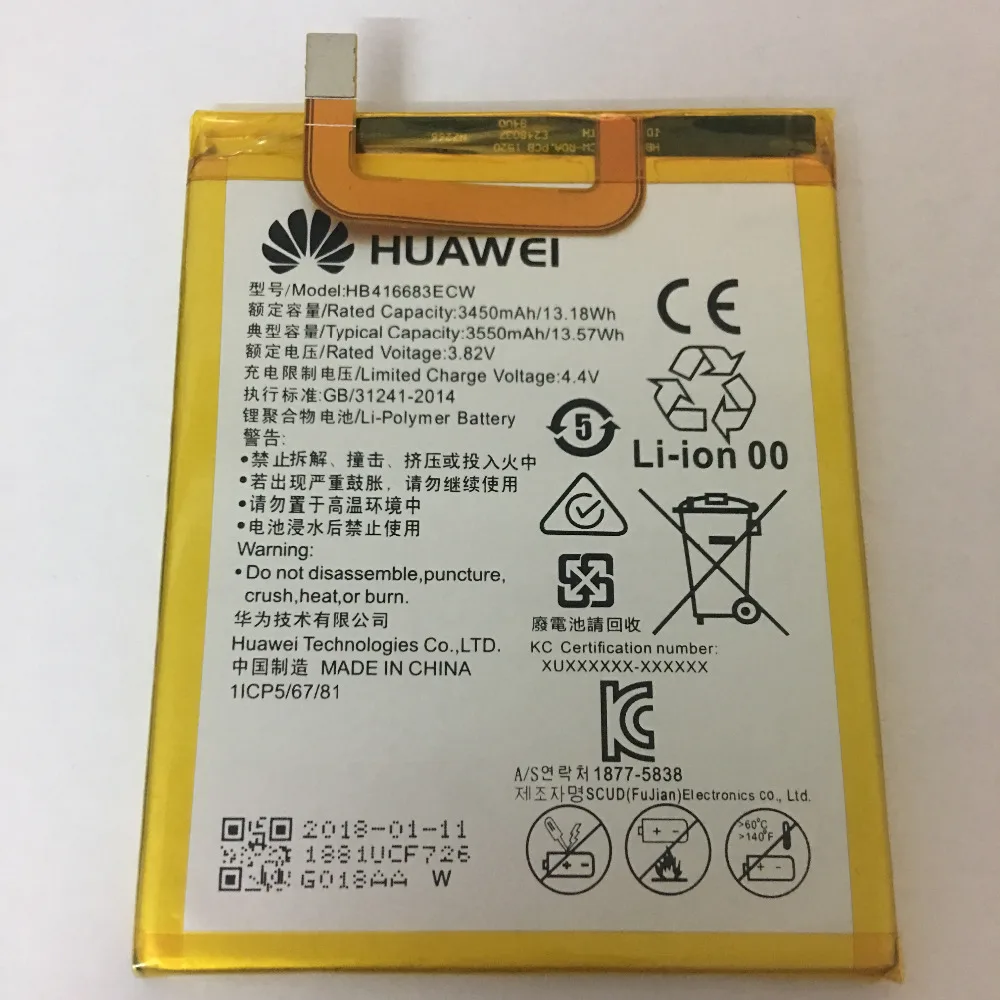 HUAWEI
型号/Model:HB416683ECW
额定容量/Rated Capacity:3450mAh/13.18Wh
典型容量/Typical Capacity:3550mAh/13.57Wh
额定电压/Rated Voitage:3.82V
充电限制电压/Limited Charge Voltage:4.4V
执行标准:GB/31241-2014
锂聚合物电池/Li-Polymer Battery
警告:
•禁止拆解、撞击、挤压或投入火中
•若出现严重鼓胀，请勿继续使用
•请勿置于高温环境中
•电池浸水后禁止使用
Warning:
•Do not disassemble,puncture,
crush,heat,or burn.
华为技术有限公司
Huawei Technologies Co.,LTD.
中国制造 MADE IN CHINA
1ICP5/67/81
CE
5
Li-ion 00
廢電池請回收
KC Certification number:
XUXXXXXX-XXXXXX
KC
A/S연락처1877-5838
제조자명SCUD(FuJian)Electronics co., Ltd.
>60°C
>140°F
2018-01-11
1881UCF726
G018AA W